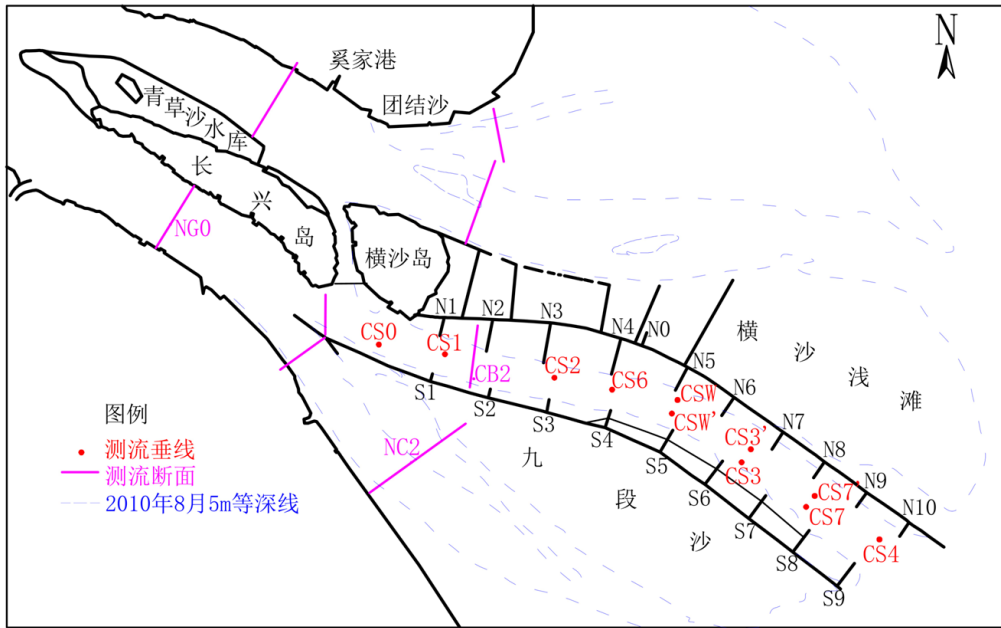 N
奚家港
团结沙
青草沙水库
长兴岛
NG0
横沙岛
N1
N2
N3
N4
N0
N5
N6
N7
N8
N9
N10
横沙浅滩
CS0
CS1
CB2
CS2
CS6
CSW
CSW'
CS3'
CS3
CS7'
CS7
CS4
S1
S2
S3
S4
S5
S6
S7
S8
S9
九段沙
NC2
图例
测流垂线
测流断面
2010年8月5m等深线